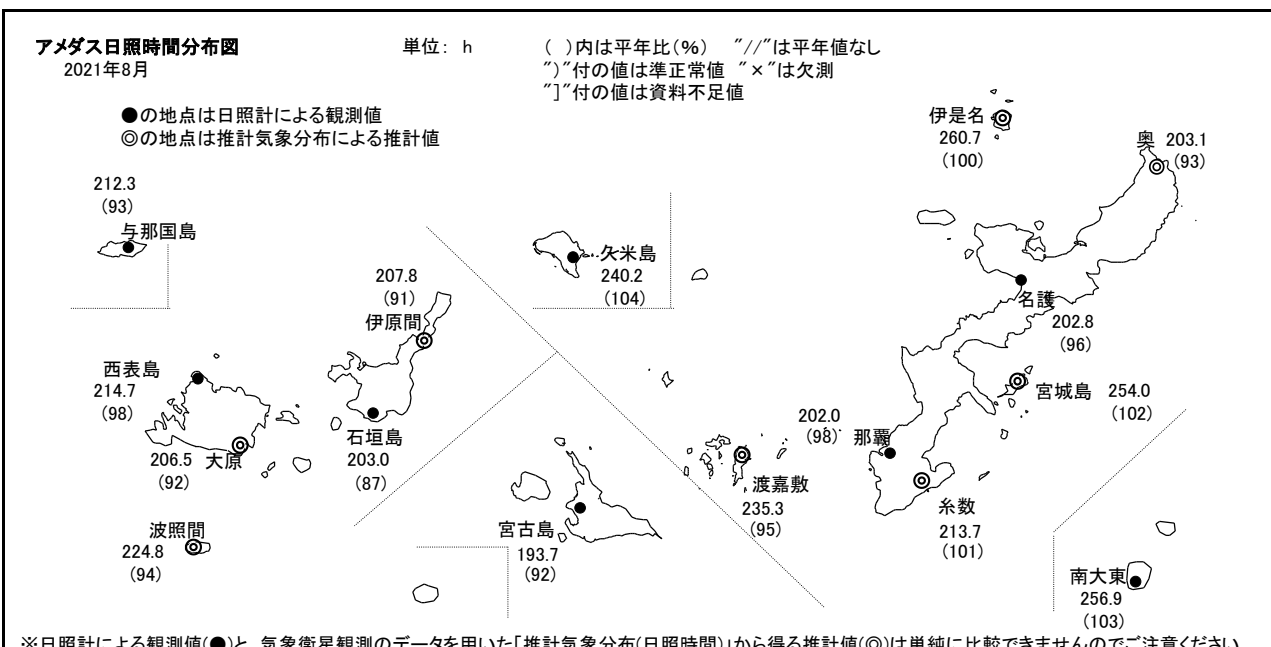 アメダス日照時間分布図 単位: h ( )内は平年比(%) "//"は平年値なし
2021年8月 ")"付の値は準正常値 "×"は欠測
"]"付の値は資料不足値
●の地点は日照計による観測値
◎の地点は推計気象分布による推計値
伊是名
260.7
(100)
奥 203.1
(93)
212.3
(93)
与那国島
久米島
240.2
(104)
207.8
(91)
伊原間
名護
202.8
(96)
西表島
214.7
(98)
宮城島 254.0
(102)
石垣島
203.0
(87)
206.5 大原
(92)
202.0
(98) 那覇
渡嘉敷
235.3
(95)
糸数
213.7
(101)
波照間
224.8
(94)
宮古島
193.7
(92)
南大東
256.9
(103)
※日照計による観測値(●)と、気象衛星観測のデータを用いた「推計気象分布(日照時間)」から得る推計値(◎)は単純に比較できませんのでご注意ください